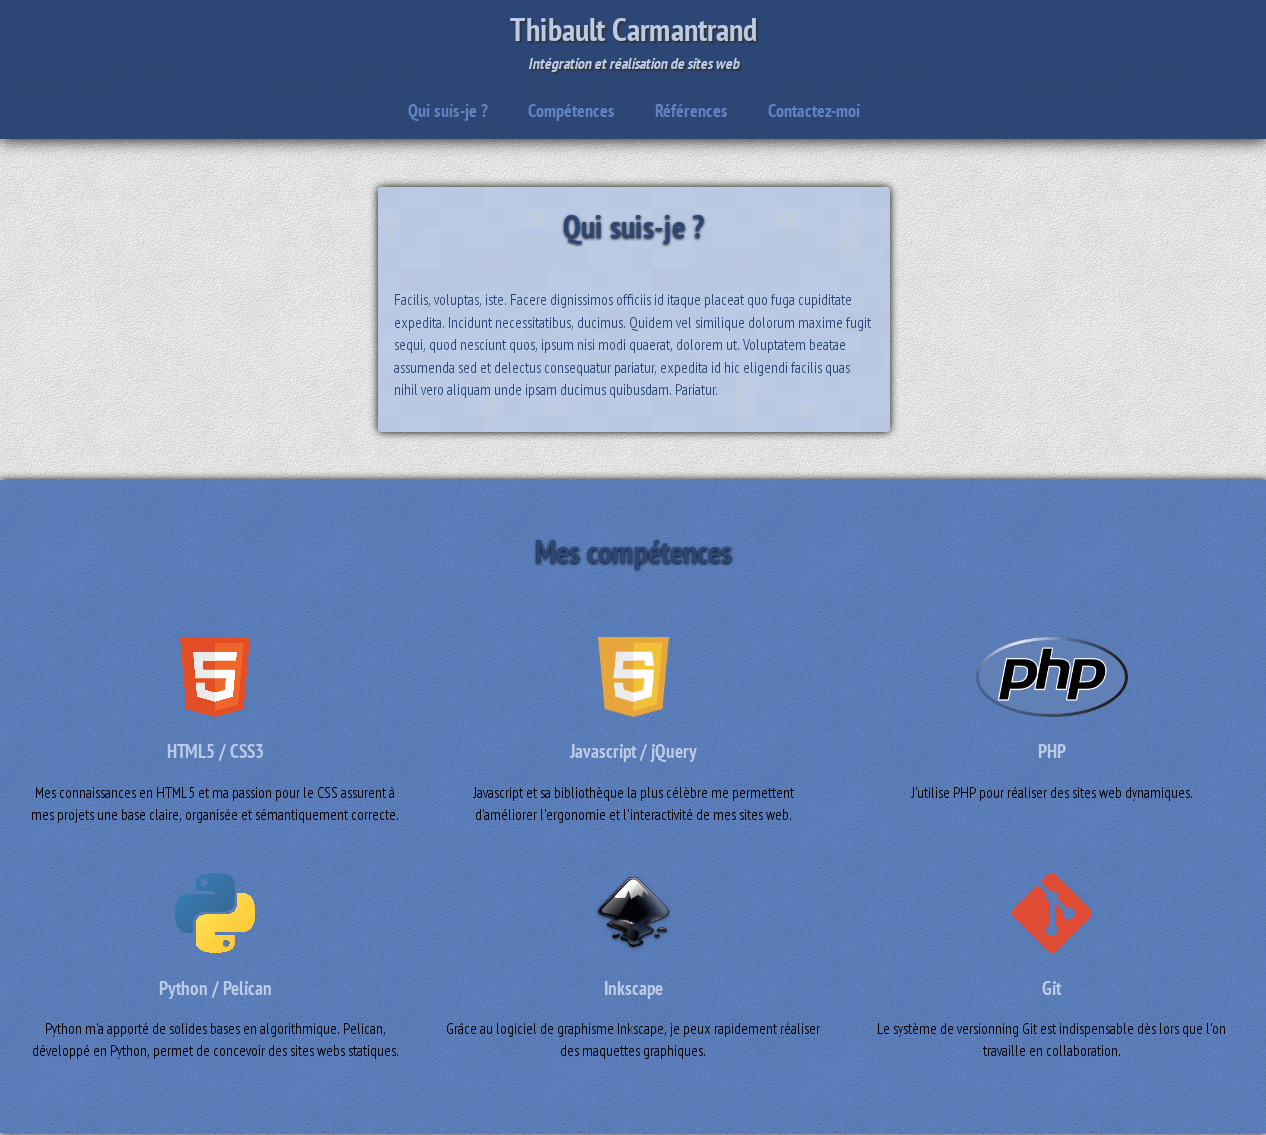 Thibault Carmantrand
Intégration et réalisation de sites web
Qui suis-je ? Compétences Références Contactez-moi
Qui suis-je ?
Facilis, voluptas, iste. Facere dignissimos officiis id itaque placeat quo fuga cupiditate
expedita. Incidunt necessitatibus, ducimus. Quidem vel similique dolorum maxime fugit
sequi, quod nesciunt quos, ipsum nisi modi quaerat, dolorem ut. Voluptatem beatae
assumenda sed et delectus consequatur pariatur, expedita id hic eligendi facilis quas
nihil vero aliquam unde ipsam ducimus quibusdam. Pariatur.
Mes compétences
5
5
php
HTML5 / CSS3
Mes connaissances en HTML5 et ma passion pour le CSS assurent à
mes projets une base claire, organisée et sémantiquement correcte.
Javascript / jQuery
Javascript et sa bibliothèque la plus célèbre me permettent
d'améliorer l'ergonomie et l'interactivité de mes sites web.
PHP
J'utilise PHP pour réaliser des sites web dynamiques.
Python / Pelican
Python m'a apporté de solides bases en algorithmique. Pelican,
développé en Python, permet de concevoir des sites webs statiques.
Inkscape
Grâce au logiciel de graphisme Inkscape, je peux rapidement réaliser
des maquettes graphiques.
Git
Le système de versionning Git est indispensable dès lors que l'on
travaille en collaboration.